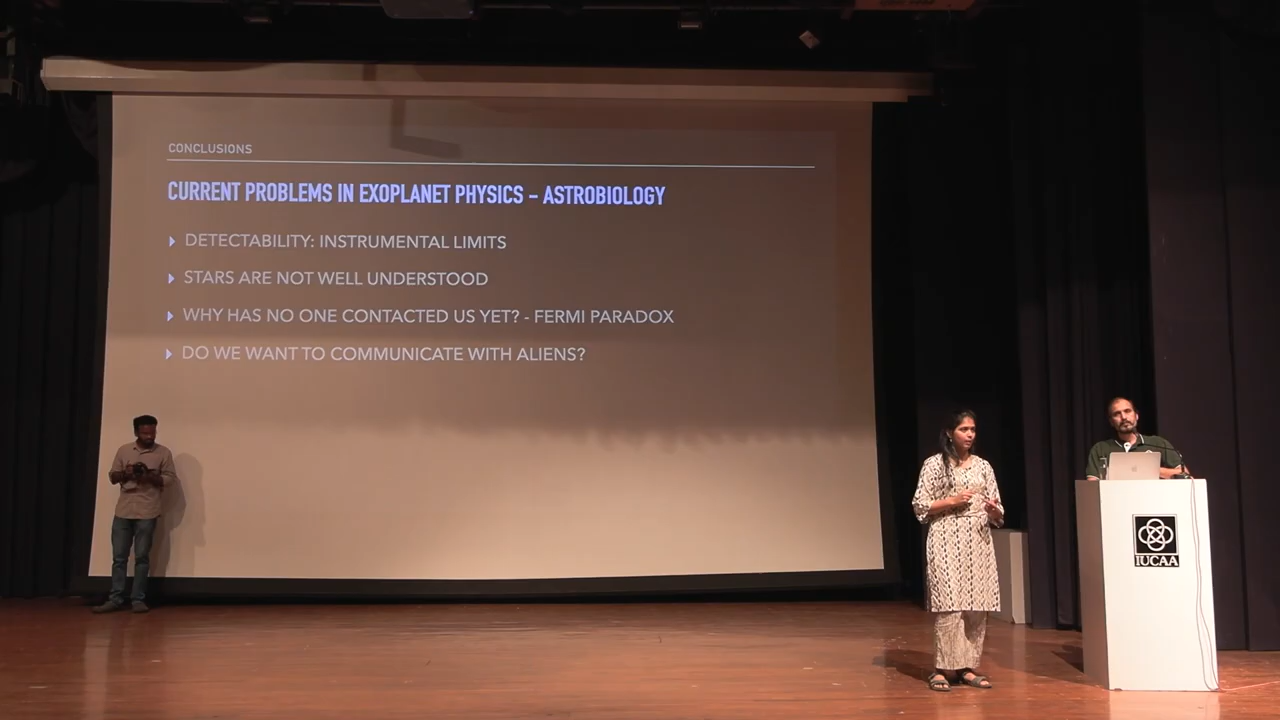 CONCLUSIONS
CURRENT PROBLEMS IN EXOPLANET PHYSICS – ASTROBIOLOGY
DETECTABILITY: INSTRUMENTAL LIMITS
STARS ARE NOT WELL UNDERSTOOD
WHY HAS NO ONE CONTACTED US YET? - FERMI PARADOX
DO WE WANT TO COMMUNICATE WITH ALIENS?
IUCAA